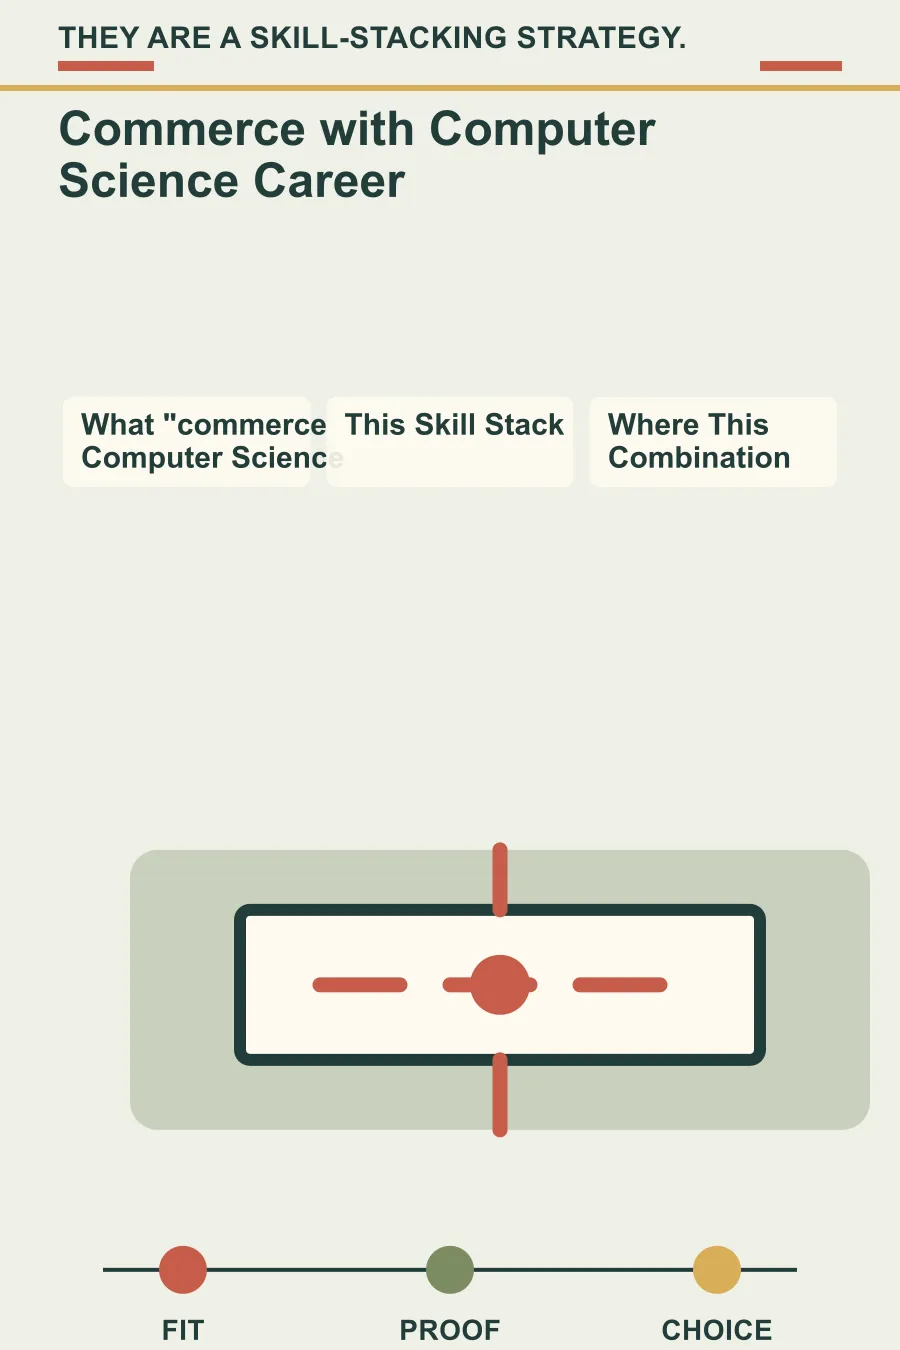 THEY ARE A SKILL-STACKING STRATEGY.
Commerce with Computer
Science Career
What "commerce
Computer Science
This Skill Stack
Where This
Combination
FIT
PROOF
CHOICE